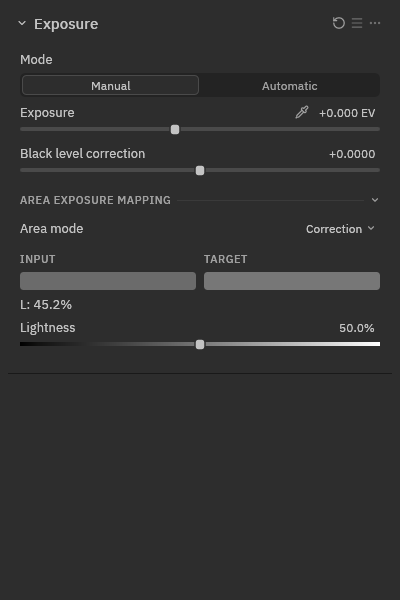 Exposure
Mode
Manual Automatic
Exposure +0.000 EV
Black level correction +0.0000
AREA EXPOSURE MAPPING
Area mode Correction
INPUT TARGET
L: 45.2%
Lightness 50.0%